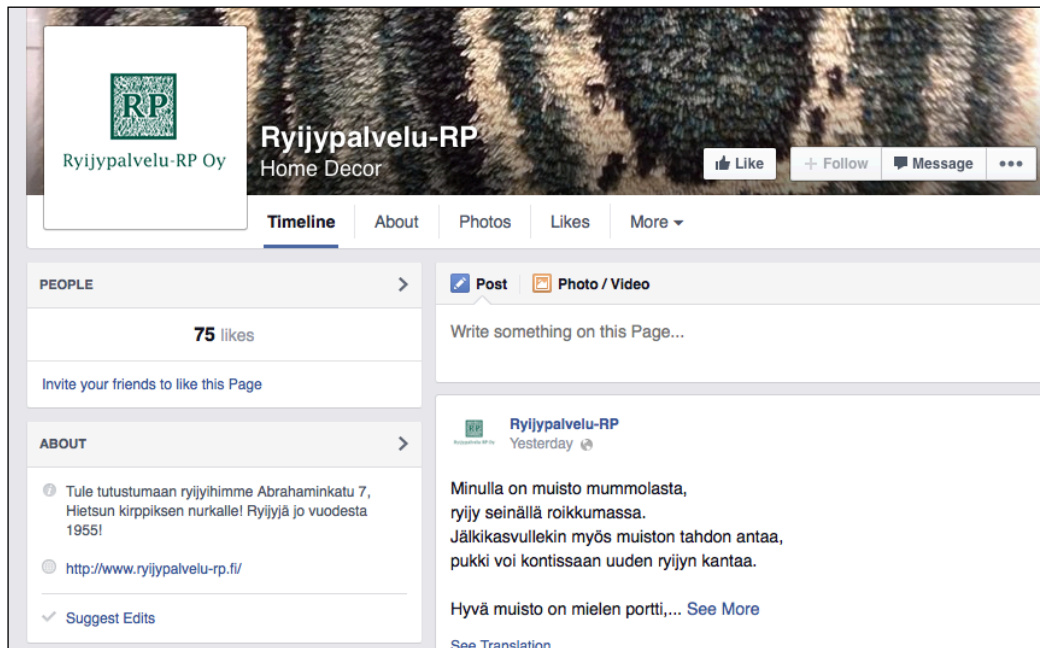 RP
Ryijypalvelu-RP Oy
Ryijypalvelu-RP
Home Decor
Like
+ Follow
Message
Timeline
About
Photos
Likes
More
PEOPLE
75 likes
Invite your friends to like this Page
ABOUT
Tule tutustumaan ryijyihimme Abrahaminkatu 7,
Hietsun kirppiksen nurkalle! Ryijyjä jo vuodesta
1955!
http://www.ryijypalvelu-rp.fi/
Suggest Edits
Post
Photo / Video
Write something on this Page...
RP
Ryijypalvelu-RP Oy
Ryijypalvelu-RP
Yesterday
Minulla on muisto mummolasta,
ryijy seinällä roikkumassa.
Jälkikasvullekin myös muiston tahdon antaa,
pukki voi kontissaan uuden ryijyn kantaa.
Hyvä muisto on mielen portti,... See More
See Translation